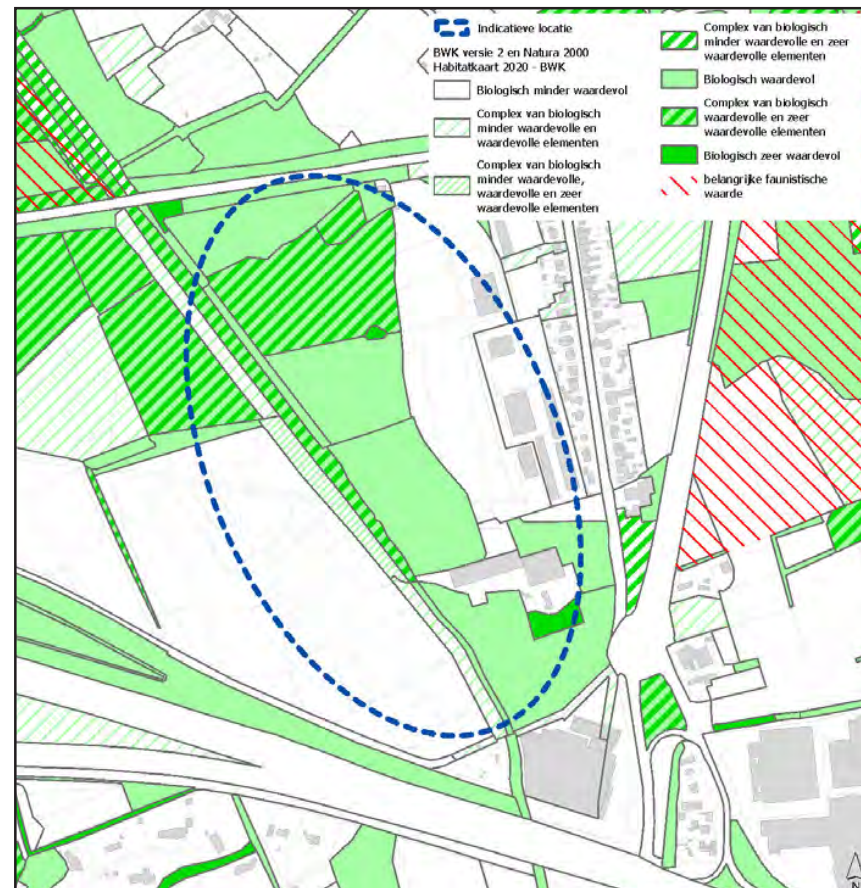 Indicatieve locatie
BWK versie 2 en Natura 2000
Habitatkaart 2020 - BWK
Biologisch minder waardevol
Complex van biologisch
minder waardevolle en
waardevolle elementen
Complex van biologisch
minder waardevolle,
waardevolle en zeer
waardevolle elementen
Complex van biologisch
minder waardevolle en zeer
waardevolle elementen
Biologisch waardevol
Complex van biologisch
waardevolle en zeer
waardevolle elementen
Biologisch zeer waardevol
belangrijke faunistische
waarde